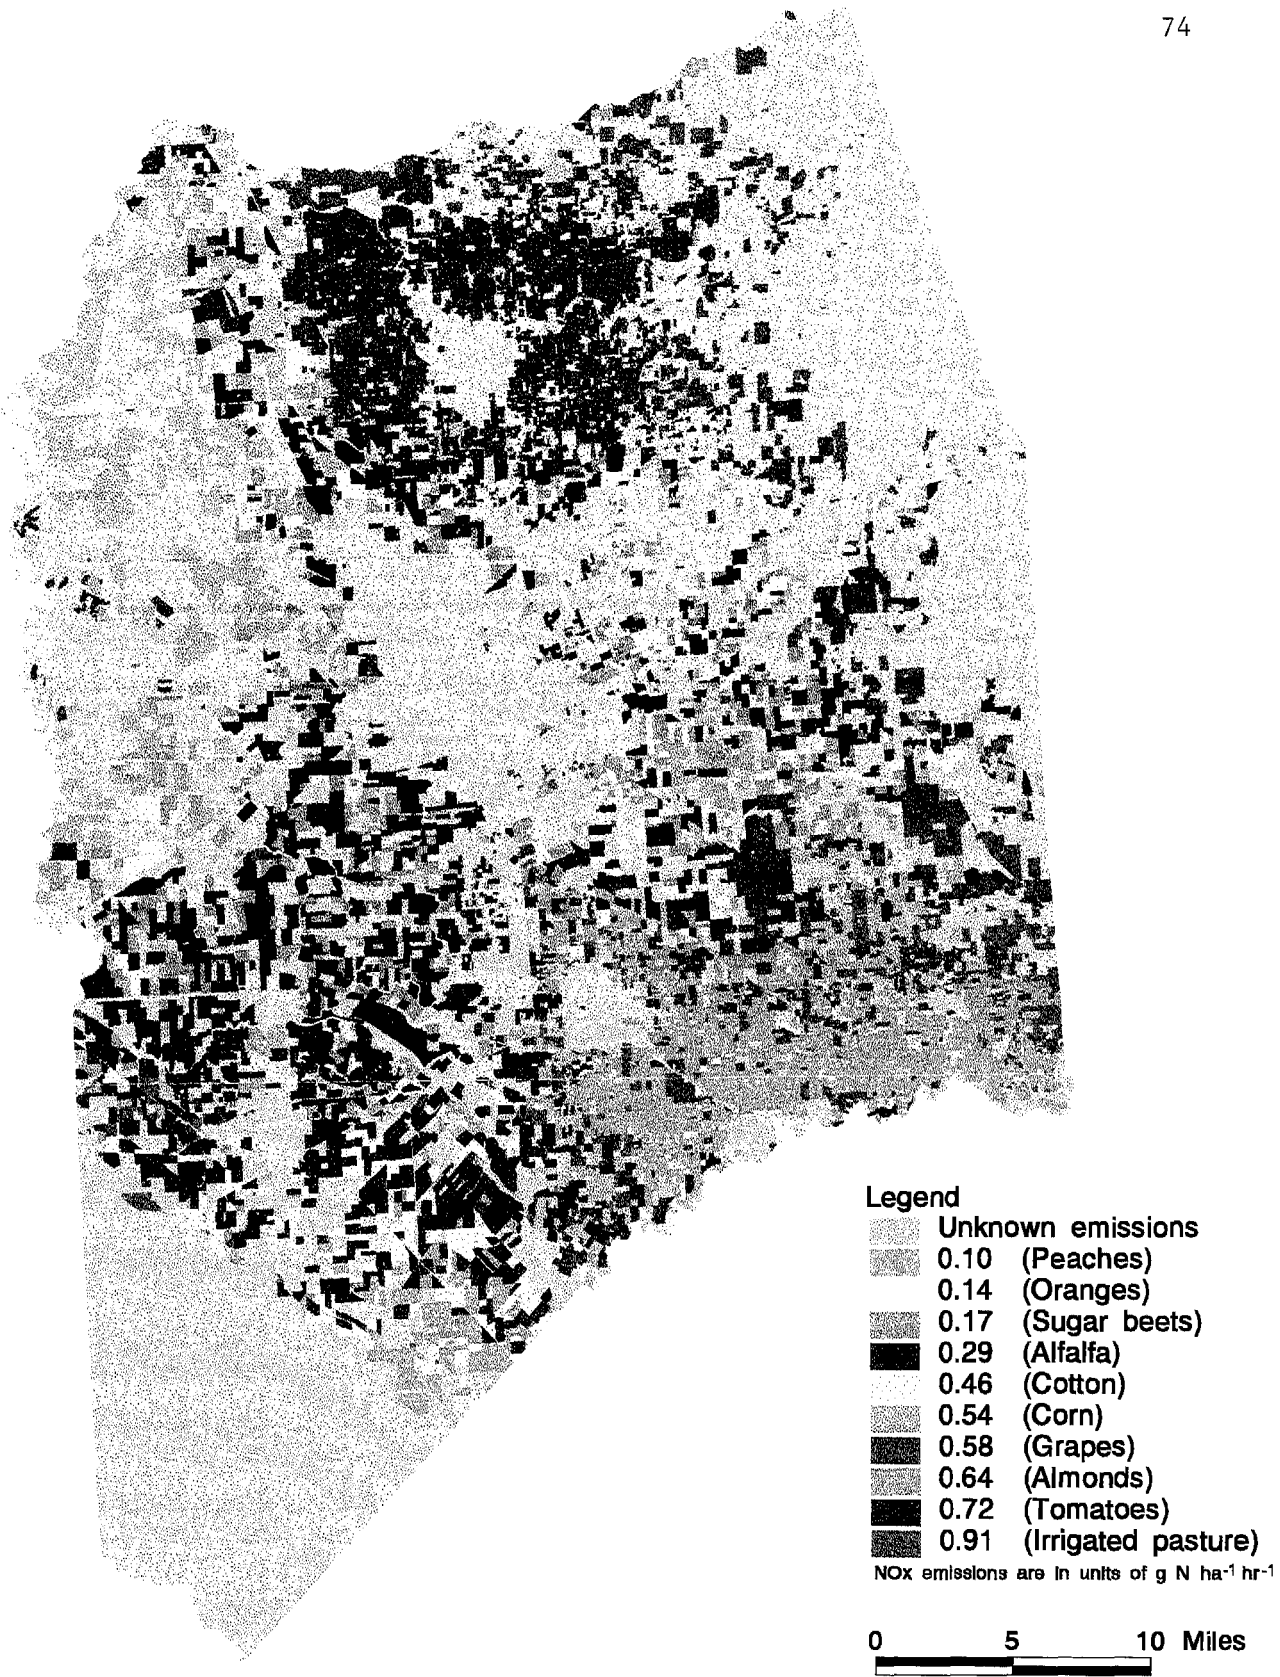 74
Legend
Unknown emissions
0.10 (Peaches)
0.14 (Oranges)
0.17 (Sugar beets)
0.29 (Alfalfa)
0.46 (Cotton)
0.54 (Corn)
0.58 (Grapes)
0.64 (Almonds)
0.72 (Tomatoes)
0.91 (Irrigated pasture)
NOx emissions are in units of g N ha-1 hr-1
0 5 10 Miles